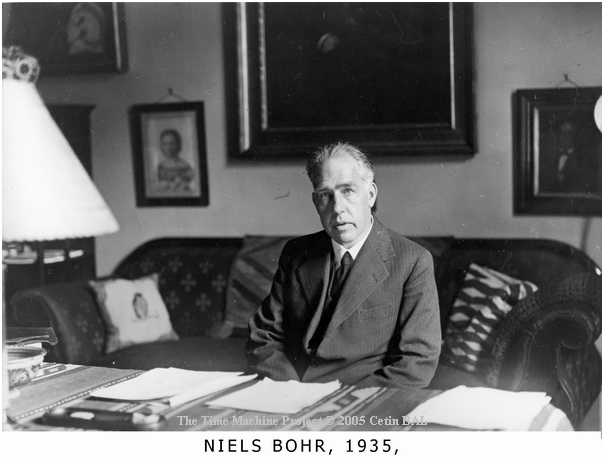 The Time Machine Project © 2005 Cetin BAL
NIELS BOHR, 1935,